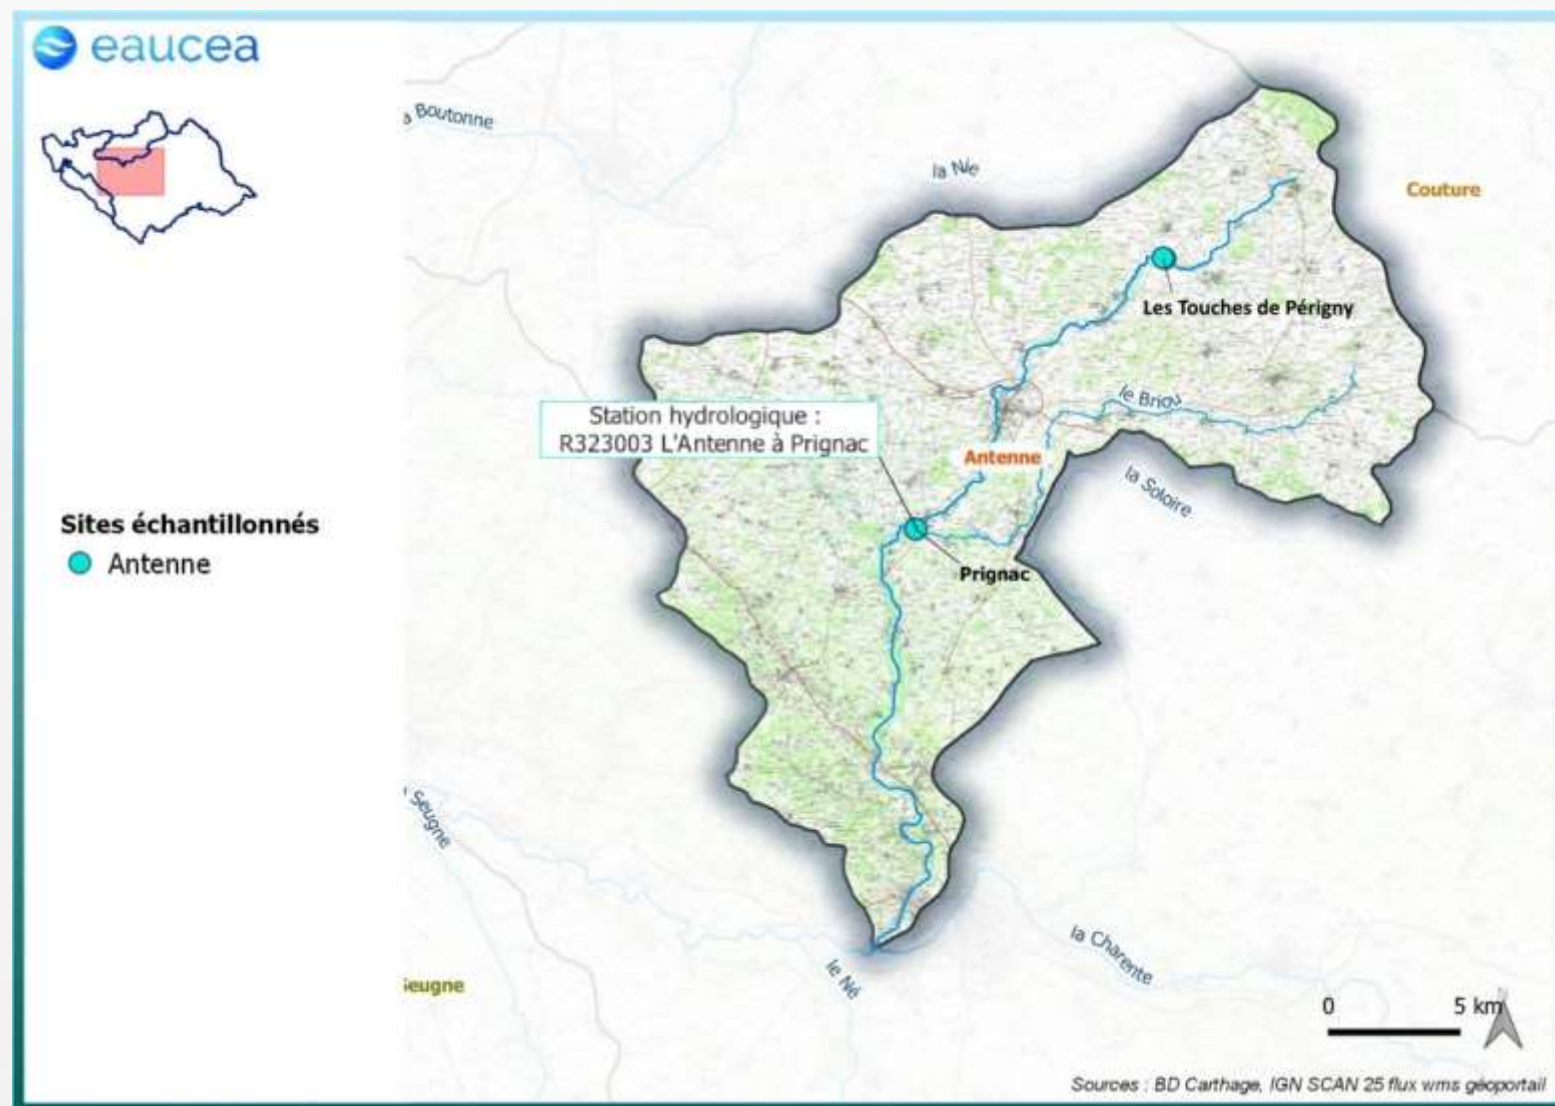 eaucea
Boutonne
la Nie
Couture
Les Touches de Périgny
le Briou
Station hydrologique :
R323003 L'Antenne à Prignac
Antenne
la Soloire
Sites échantillonnés
Antenne
Prignac
Seugne
la Charente
le Né
Seugne
0 5 km
Sources : BD Carthage, IGN SCAN 25 flux wms géoportail